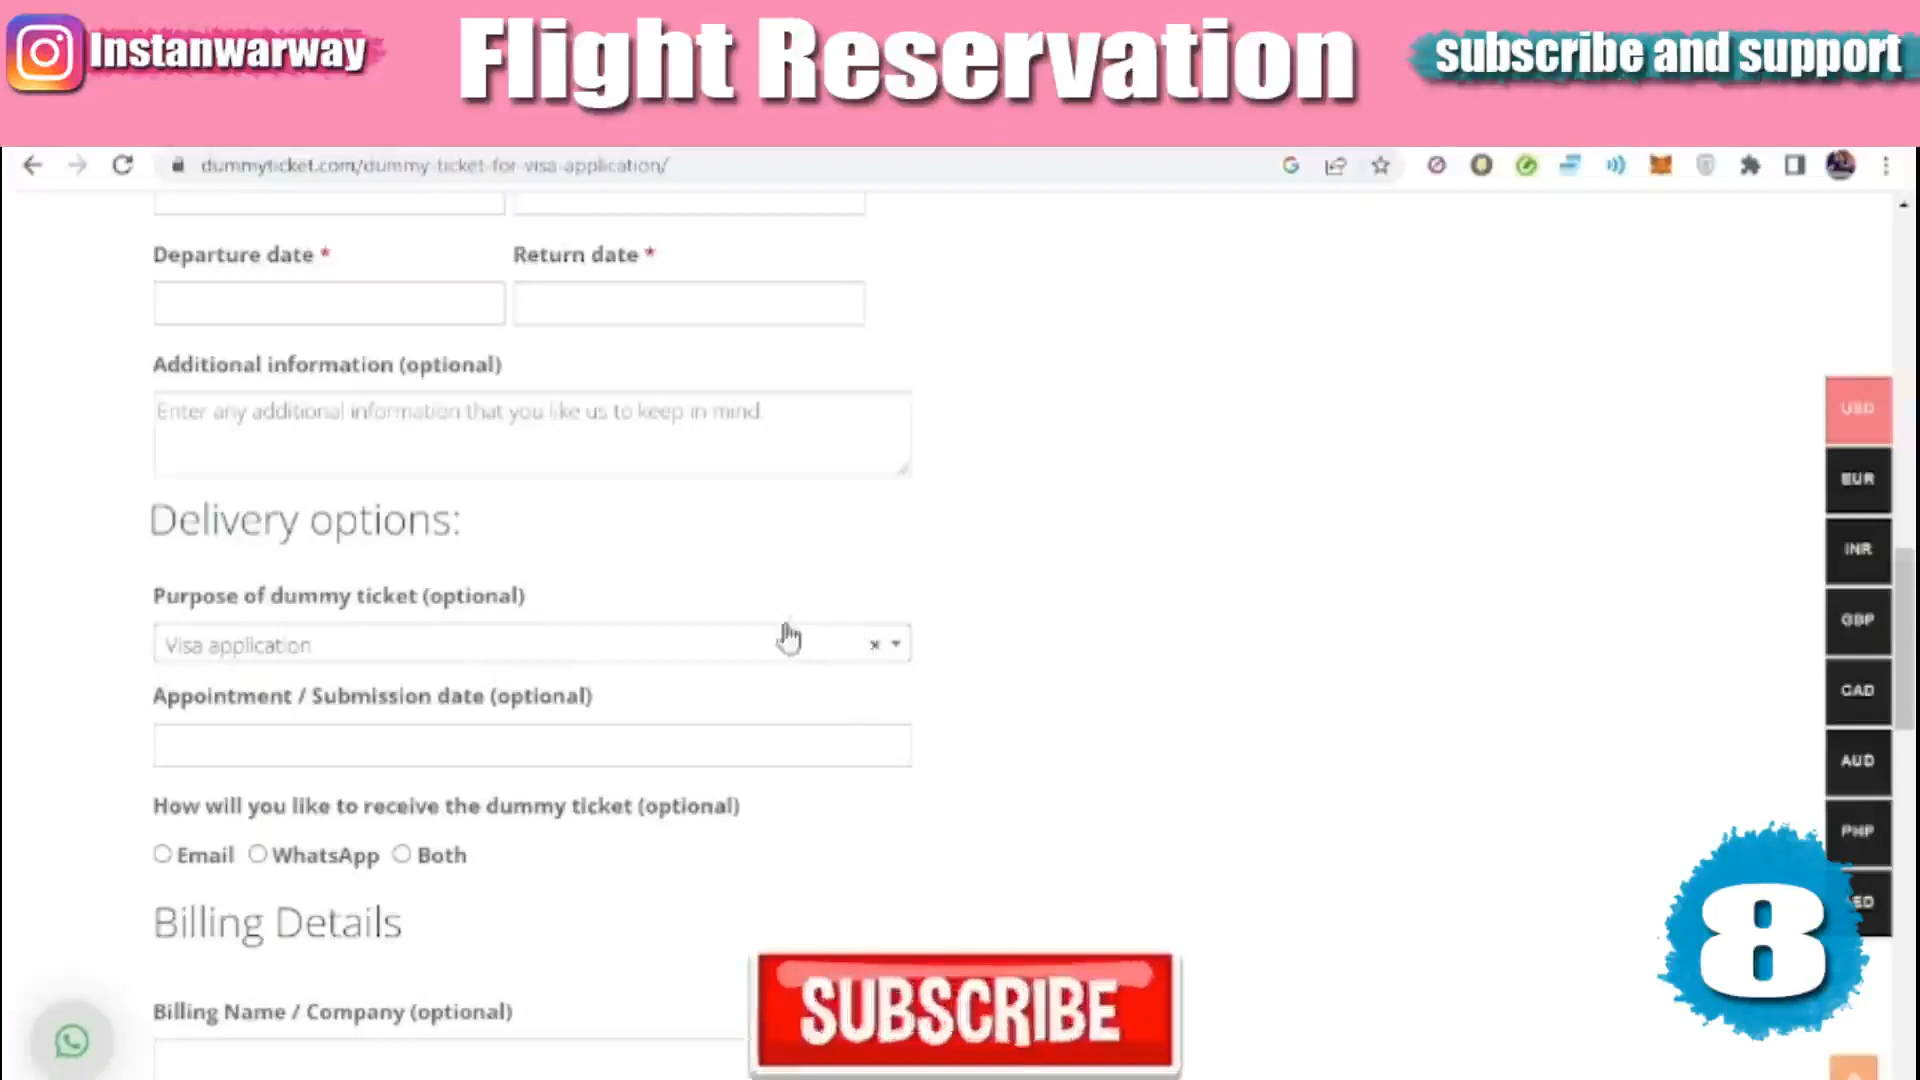 Instanwarway
Flight Reservation
subscribe and support
dummyticket.com/dummy-ticket-for-visa-application/
Departure date *
Return date *
Additional information (optional)
Enter any additional information that you like us to keep in mind.
Delivery options:
Purpose of dummy ticket (optional)
Visa application
Appointment / Submission date (optional)
How will you like to receive the dummy ticket (optional)
Email WhatsApp Both
Billing Details
Billing Name / Company (optional)
USD
EUR
INR
GBP
CAD
AUD
PHP
8
SUBSCRIBE